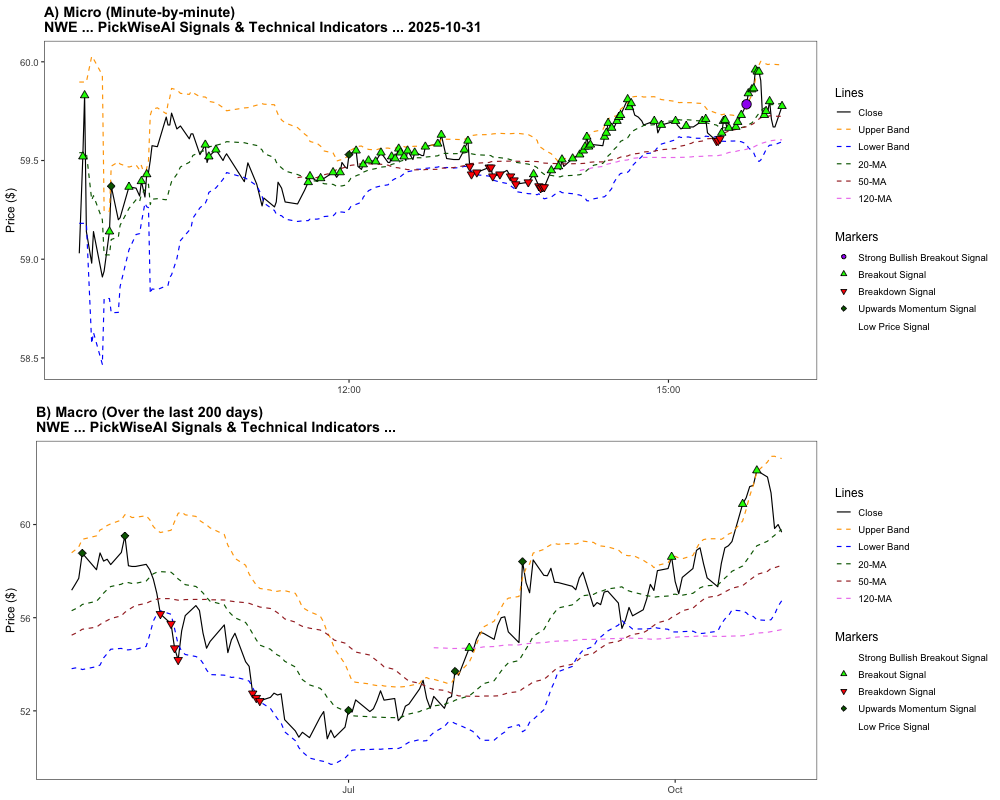 A) Micro (Minute-by-minute)
NWE ... PickWiseAI Signals & Technical Indicators ... 2025-10-31
Price ($)
60.0
59.5
59.0
58.5
12:00
15:00
Lines
Close
Upper Band
Lower Band
20-MA
50-MA
120-MA
Markers
Strong Bullish Breakout Signal
Breakout Signal
Breakdown Signal
Upwards Momentum Signal
Low Price Signal
B) Macro (Over the last 200 days)
NWE ... PickWiseAI Signals & Technical Indicators ...
Price ($)
60
56
52
Jul
Oct
Lines
Close
Upper Band
Lower Band
20-MA
50-MA
120-MA
Markers
Strong Bullish Breakout Signal
Breakout Signal
Breakdown Signal
Upwards Momentum Signal
Low Price Signal